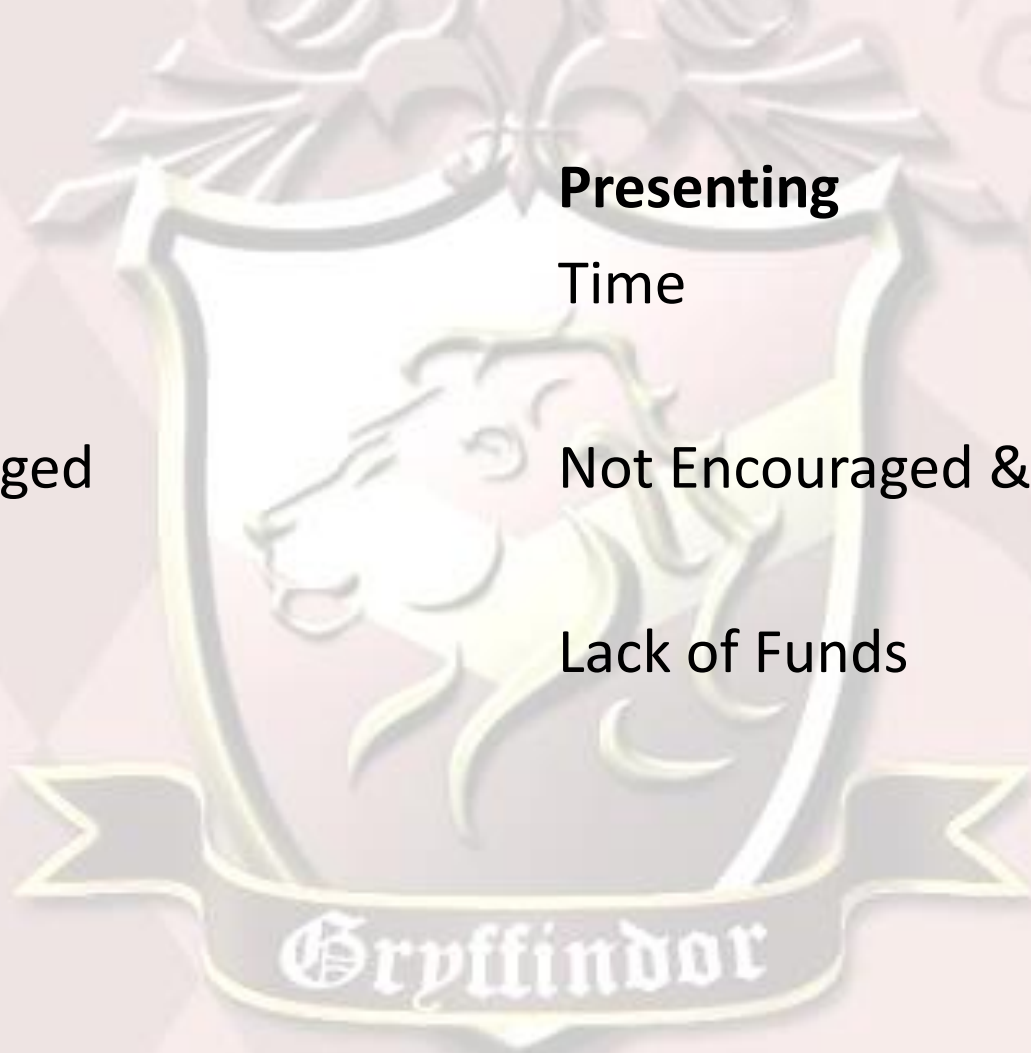 Presenting
Time
ged Not Encouraged &
Lack of Funds
Gryffindor